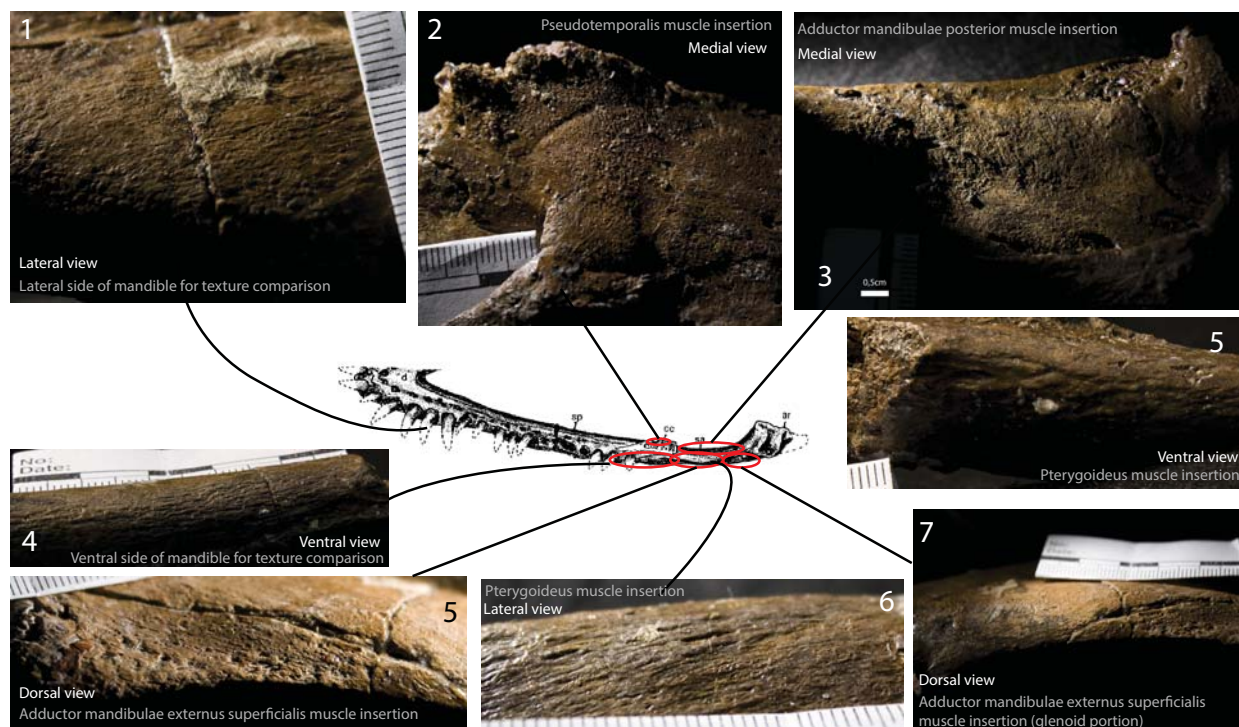 1
Lateral view
Lateral side of mandible for texture comparison
2
Pseudotemporalis muscle insertion
Medial view
Adductor mandibulae posterior muscle insertion
Medial view
3
0,5cm
d
sp
cc
sa
ar
5
Ventral view
Pterygoideus muscle insertion
No:
Date:
4
Ventral view
Ventral side of mandible for texture comparison
5
Dorsal view
Adductor mandibulae externus superficialis muscle insertion
Pterygoideus muscle insertion
Lateral view
6
7
Dorsal view
Adductor mandibulae externus superficialis
muscle insertion (glenoid portion)